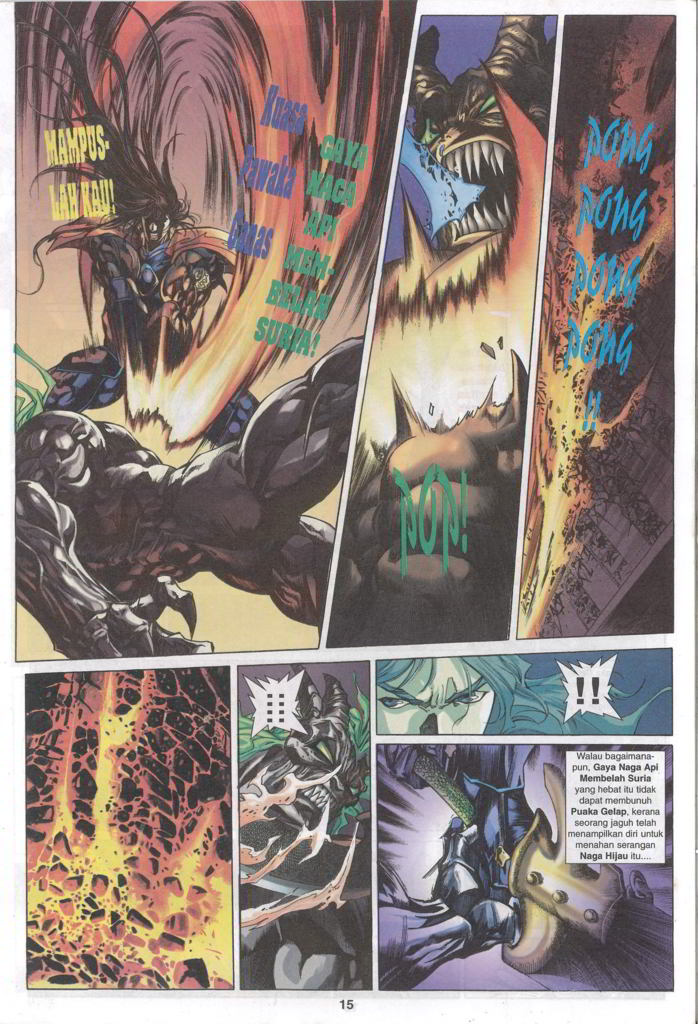 MAMPUS-
LAH KAU!
Kuasa
Pawaka
Ganas
GAYA
NAGA
API
MEM-
BELAH
SURIA!
POP!
PONG
PONG
PONG
PONG
!!
!!!
!!
Walau bagaimana-
pun, Gaya Naga Api
Membelah Suria
yang hebat itu tidak
dapat membunuh
Puaka Gelap, kerana
seorang jaguh telah
menampilkan diri untuk
menahan serangan
Naga Hijau itu....
15